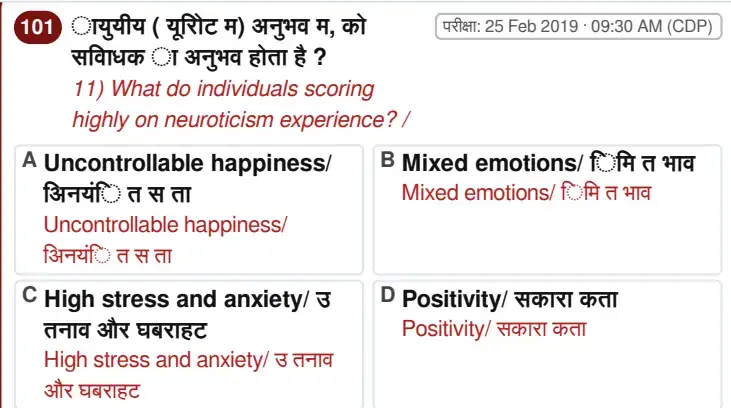 101 ायुयीय ( यूरोिट म) अनुभव म, को
सवािधक ा अनुभव होता है ?
परीक्षा: 25 Feb 2019 · 09:30 AM (CDP)
11) What do individuals scoring
highly on neuroticism experience? /
A Uncontrollable happiness/
अिनयंि त स ता
Uncontrollable happiness/
अिनयंि त स ता
B Mixed emotions/ िमि त भाव
Mixed emotions/ िमि त भाव
C High stress and anxiety/ उ
तनाव और घबराहट
High stress and anxiety/ उ तनाव
और घबराहट
D Positivity/ सकारा कता
Positivity/ सकारा कता